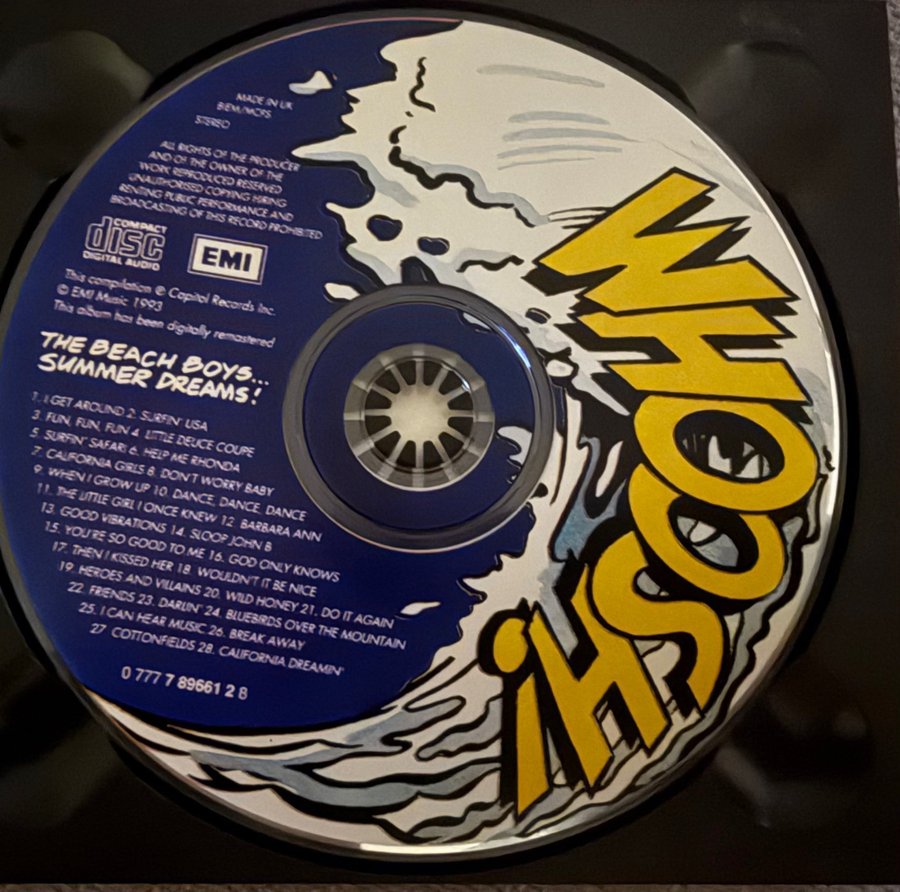 MADE IN UK
BIEM/MCPS
STEREO
ALL RIGHTS OF THE PRODUCER
AND OF THE OWNER OF THE
WORK REPRODUCED RESERVED
UNAUTHORISED COPYING HIRING
RENTING PUBLIC PERFORMANCE AND
BROADCASTING OF THIS RECORD PROHIBITED
COMPACT
disc
DIGITAL AUDIO
EMI
This compilation ℗ Capitol Records Inc.
© EMI Music 1993
This album has been digitally remastered
THE BEACH BOYS...
SUMMER DREAMS!
1. I GET AROUND 2. SURFIN' USA
3. FUN, FUN, FUN 4. LITTLE DEUCE COUPE
5. SURFIN' SAFARI 6. HELP ME RHONDA
7. CALIFORNIA GIRLS 8. DON'T WORRY BABY
9. WHEN I GROW UP 10. DANCE, DANCE, DANCE
11. THE LITTLE GIRL I ONCE KNEW 12. BARBARA ANN
13. GOOD VIBRATIONS 14. SLOOP JOHN B
15. YOU'RE SO GOOD TO ME 16. GOD ONLY KNOWS
17. THEN I KISSED HER 18. WOULDN'T IT BE NICE
19. HEROES AND VILLAINS 20. WILD HONEY 21. DO IT AGAIN
22. FRIENDS 23. DARLIN' 24. BLUEBIRDS OVER THE MOUNTAIN
25. I CAN HEAR MUSIC 26. BREAK AWAY
27 COTTONFIELDS 28. CALIFORNIA DREAMIN'
0 777 7 89661 2 8
WHOOSH!